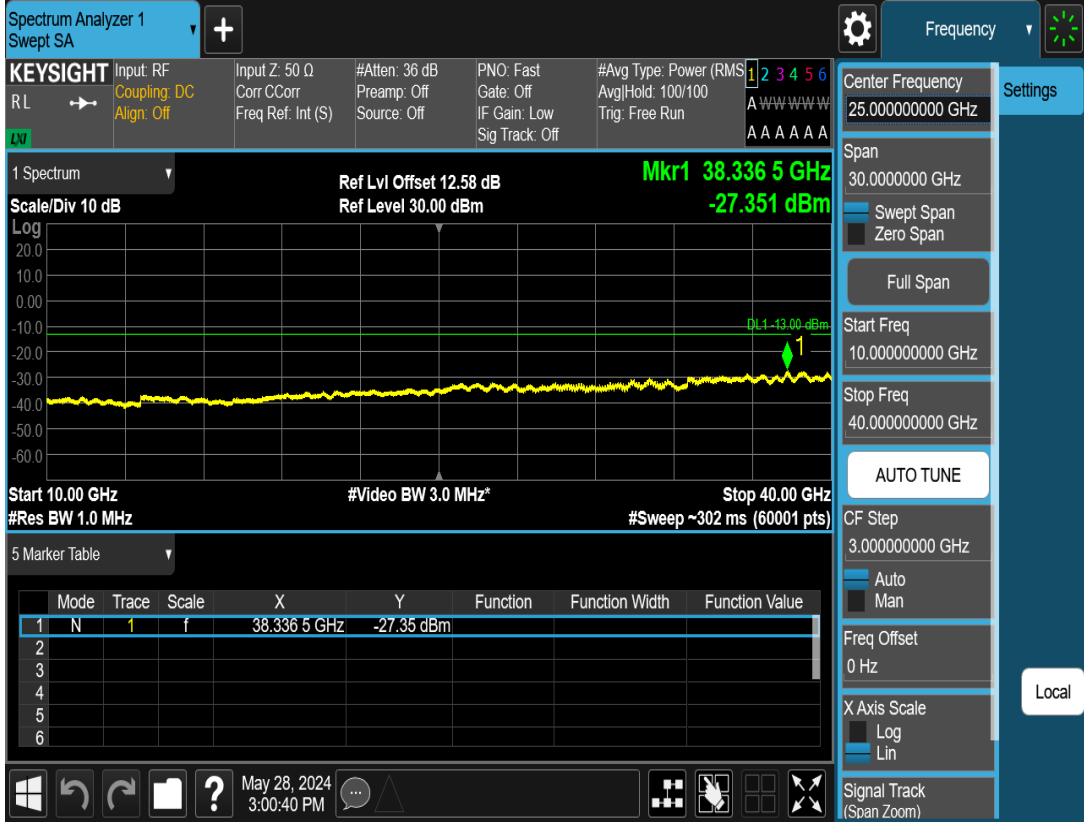 Spectrum Analyzer 1
Swept SA
+
Frequency
KEYSIGHT
RL
LXI
Input: RF
Coupling: DC
Align: Off
Input Z: 50 Ω
Corr CCorr
Freq Ref: Int (S)
#Atten: 36 dB
Preamp: Off
Source: Off
PNO: Fast
Gate: Off
IF Gain: Low
Sig Track: Off
#Avg Type: Power (RMS
Avg|Hold: 100/100
Trig: Free Run
1 2 3 4 5 6
A W W W W W
A A A A A A
1 Spectrum
Scale/Div 10 dB
Ref Lvl Offset 12.58 dB
Ref Level 30.00 dBm
Mkr1 38.336 5 GHz
-27.351 dBm
Log
20.0
10.0
0.00
-10.0
-20.0
-30.0
-40.0
-50.0
-60.0
DL1 -13.00 dBm
1
Start 10.00 GHz
#Res BW 1.0 MHz
#Video BW 3.0 MHz*
Stop 40.00 GHz
#Sweep ~302 ms (60001 pts)
5 Marker Table
Mode Trace Scale X Y Function Function Width Function Value
1 N 1 f 38.336 5 GHz -27.35 dBm
2
3
4
5
6
?
May 28, 2024
3:00:40 PM
Center Frequency
25.000000000 GHz
Span
30.0000000 GHz
Swept Span
Zero Span
Full Span
Start Freq
10.000000000 GHz
Stop Freq
40.000000000 GHz
AUTO TUNE
CF Step
3.000000000 GHz
Auto
Man
Freq Offset
0 Hz
X Axis Scale
Log
Lin
Signal Track
(Span Zoom)
Settings
Local